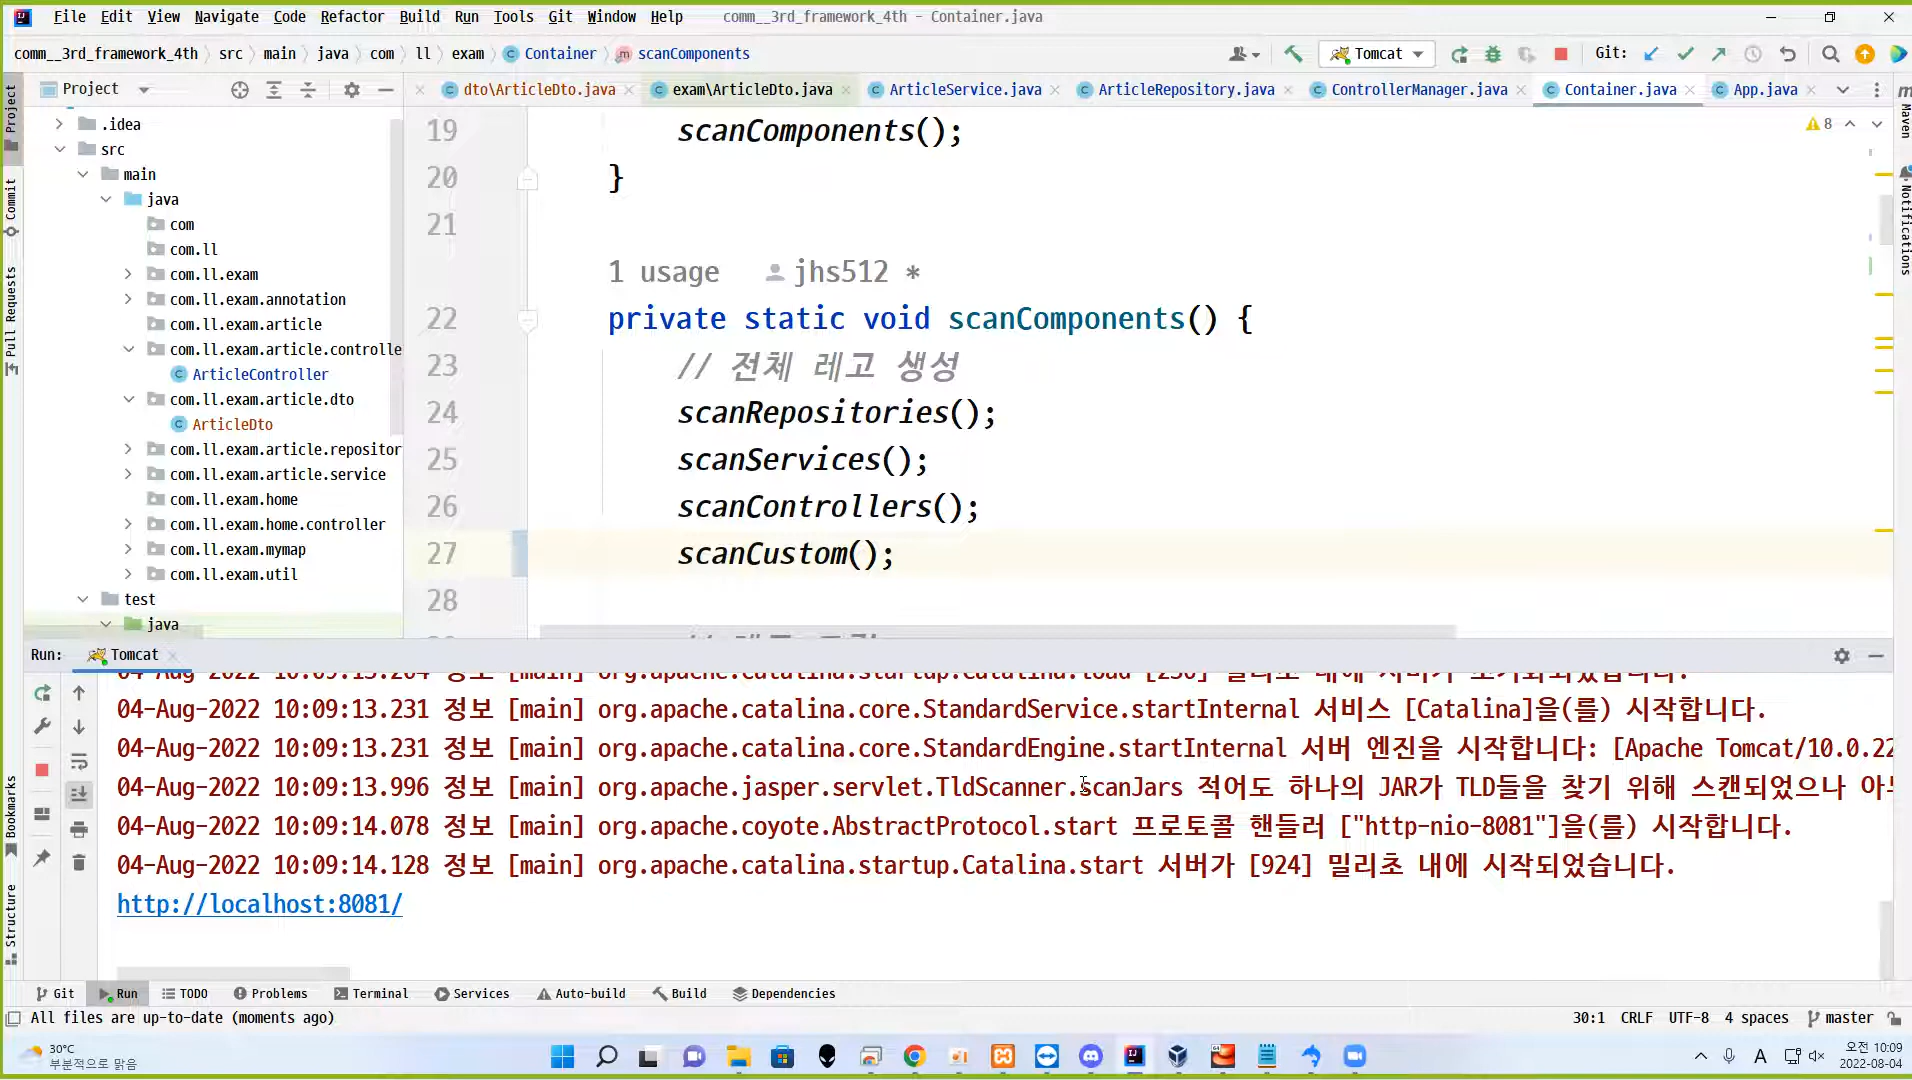 File Edit View Navigate Code Refactor Build Run Tools Git Window Help comm__3rd_framework_4th - Container.java
comm__3rd_framework_4th src main java com ll exam Container scanComponents Tomcat Git:
Project dto\ArticleDto.java exam\ArticleDto.java ArticleService.java ArticleRepository.java ControllerManager.java Container.java App.java
Project
Commit
Pull Requests
Bookmarks
Structure
Maven
Notifications
.idea
src
main
java
com
com.ll
com.ll.exam
com.ll.exam.annotation
com.ll.exam.article
com.ll.exam.article.controlle
ArticleController
com.ll.exam.article.dto
ArticleDto
com.ll.exam.article.repositor
com.ll.exam.article.service
com.ll.exam.home
com.ll.exam.home.controller
com.ll.exam.mymap
com.ll.exam.util
test
java
8
19 scanComponents();
20 }
21
1 usage jhs512 *
22 private static void scanComponents() {
23 // 전체 레고 생성
24 scanRepositories();
25 scanServices();
26 scanControllers();
27 scanCustom();
28
Run: Tomcat
04-Aug-2022 10:09:13.231 정보 [main] org.apache.catalina.core.StandardService.startInternal 서비스 [Catalina]을(를) 시작합니다.
04-Aug-2022 10:09:13.231 정보 [main] org.apache.catalina.core.StandardEngine.startInternal 서버 엔진을 시작합니다: [Apache Tomcat/10.0.22
04-Aug-2022 10:09:13.996 정보 [main] org.apache.jasper.servlet.TldScanner.scanJars 적어도 하나의 JAR가 TLD들을 찾기 위해 스캔되었으나 아무
04-Aug-2022 10:09:14.078 정보 [main] org.apache.coyote.AbstractProtocol.start 프로토콜 핸들러 ["http-nio-8081"]을(를) 시작합니다.
04-Aug-2022 10:09:14.128 정보 [main] org.apache.catalina.startup.Catalina.start 서버가 [924] 밀리초 내에 시작되었습니다.
http://localhost:8081/
Git Run TODO Problems Terminal Services Auto-build Build Dependencies
All files are up-to-date (moments ago) 30:1 CRLF UTF-8 4 spaces master
30°C
부분적으로 맑음
A
오전 10:09
2022-08-04